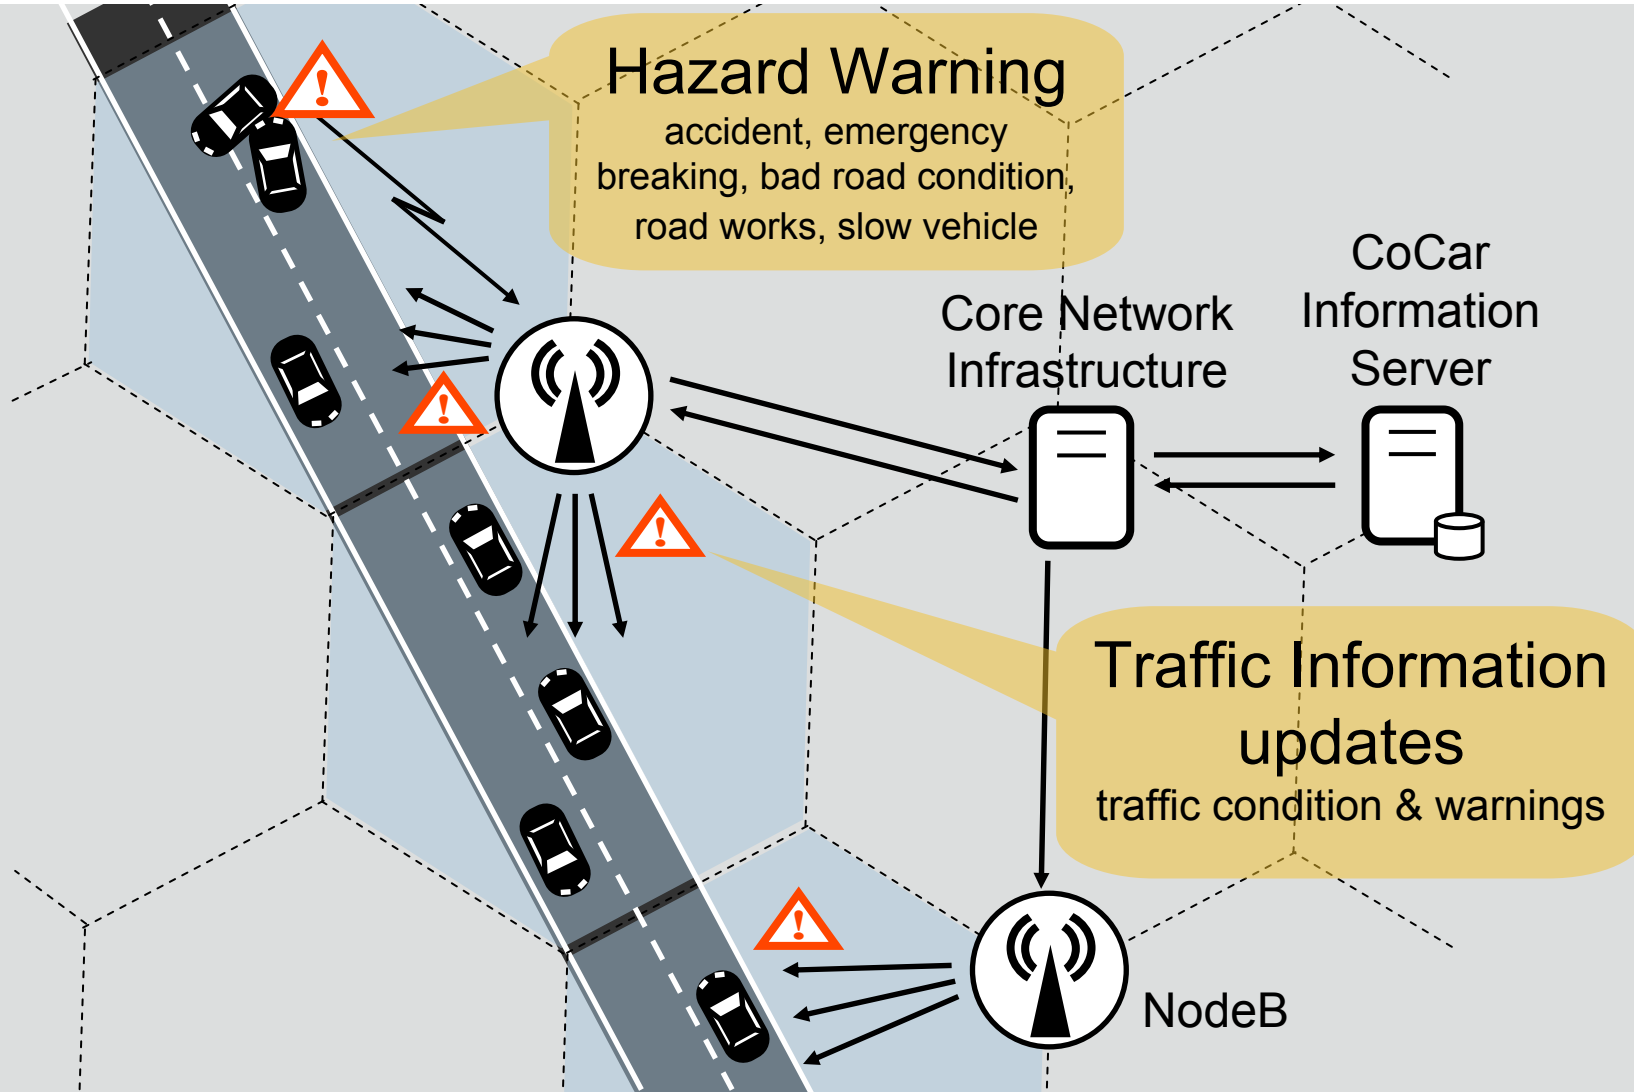 Hazard Warning
accident, emergency
breaking, bad road condition,
road works, slow vehicle
CoCar
Information
Server
Core Network
Infrastructure
Traffic Information
updates
traffic condition & warnings
NodeB